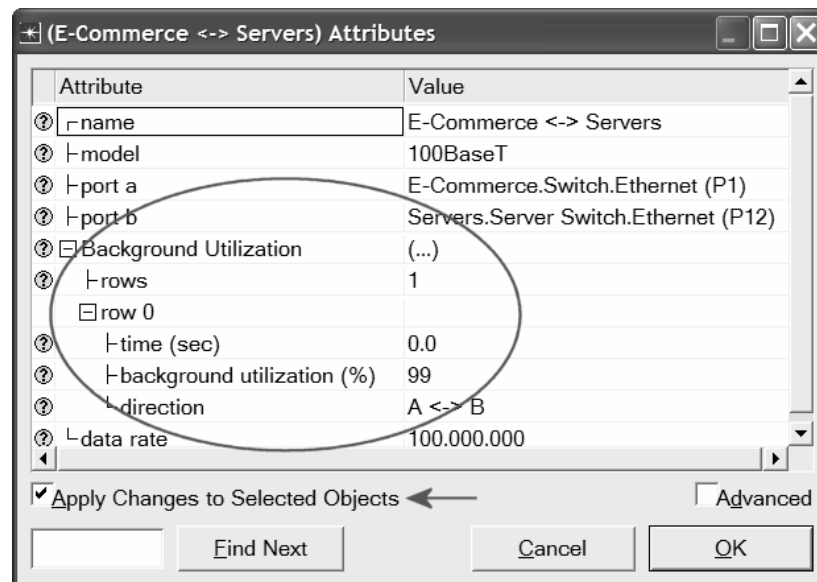 (E-Commerce <-> Servers) Attributes
Attribute Value
name E-Commerce <-> Servers
model 100BaseT
port a E-Commerce.Switch.Ethernet (P1)
port b Servers.Server Switch.Ethernet (P12)
Background Utilization (...)
rows 1
row 0
time (sec) 0.0
background utilization (%) 99
direction A <-> B
data rate 100.000.000
Apply Changes to Selected Objects Advanced
Find Next Cancel OK